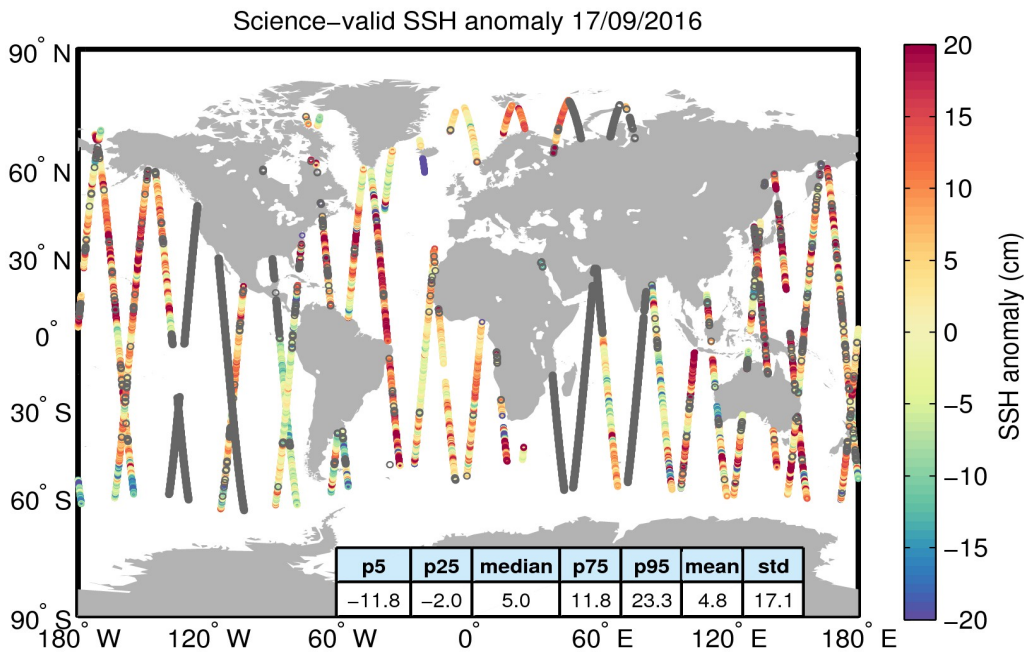 Science−valid SSH anomaly 17/09/2016
90° N
60° N
30° N
0°
30° S
60° S
90° S
180° W
120° W
60° W
0°
60° E
120° E
180° E
p5 p25 median p75 p95 mean std
−11.8 −2.0 5.0 11.8 23.3 4.8 17.1
20
15
10
5
0
−5
−10
−15
−20
SSH anomaly (cm)